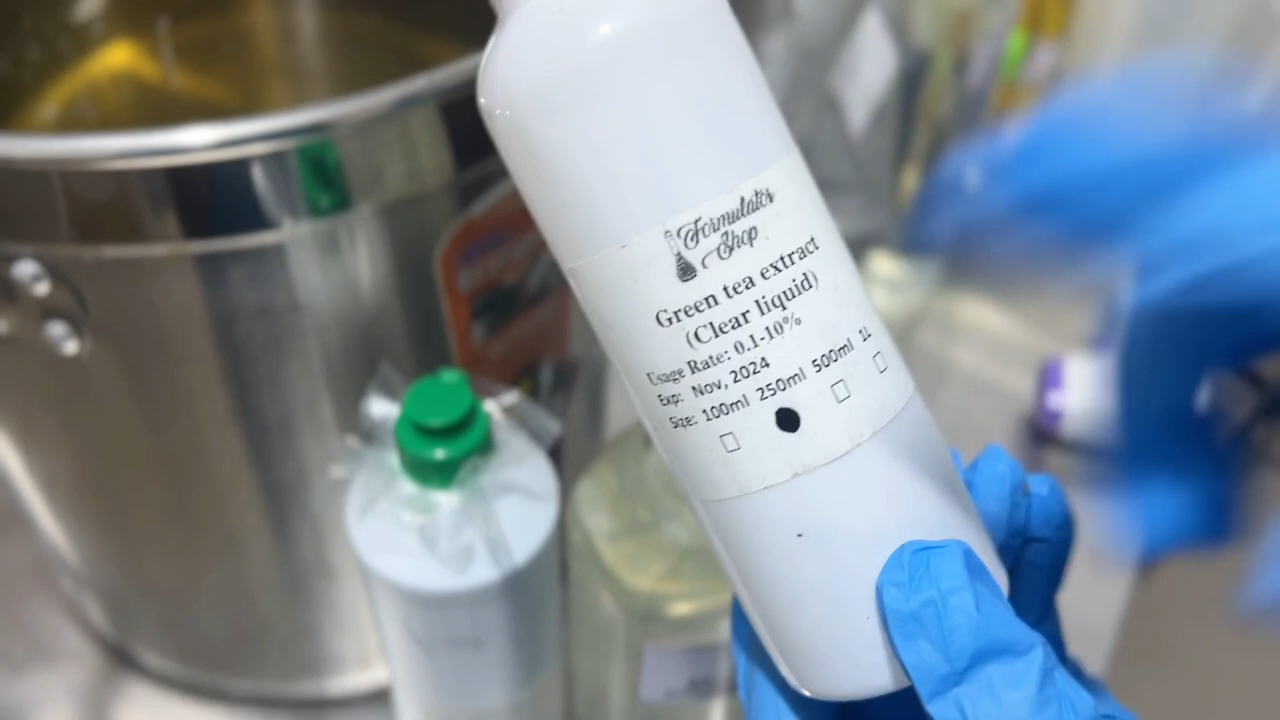 Formulator
Shop
Green tea extract
(Clear liquid)
Usage Rate: 0.1-10%
Exp: Nov, 2024
Size: 100ml 250ml 500ml 1L